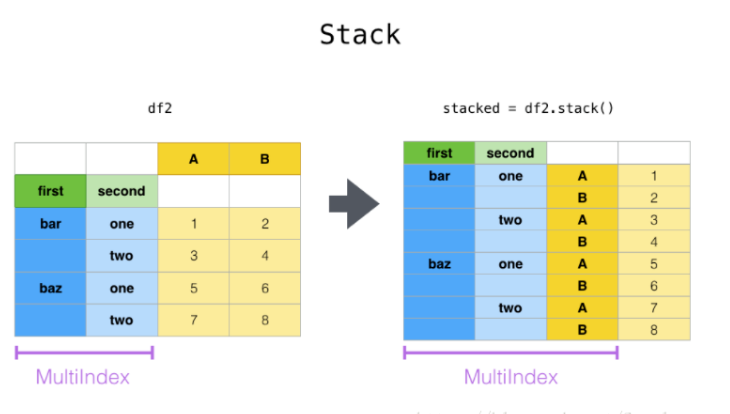 Stack
df2
stacked = df2.stack()
A B
first second
bar one 1 2
two 3 4
baz one 5 6
two 7 8
MultiIndex
first second
bar one A 1
B 2
two A 3
B 4
baz one A 5
B 6
two A 7
B 8
MultiIndex